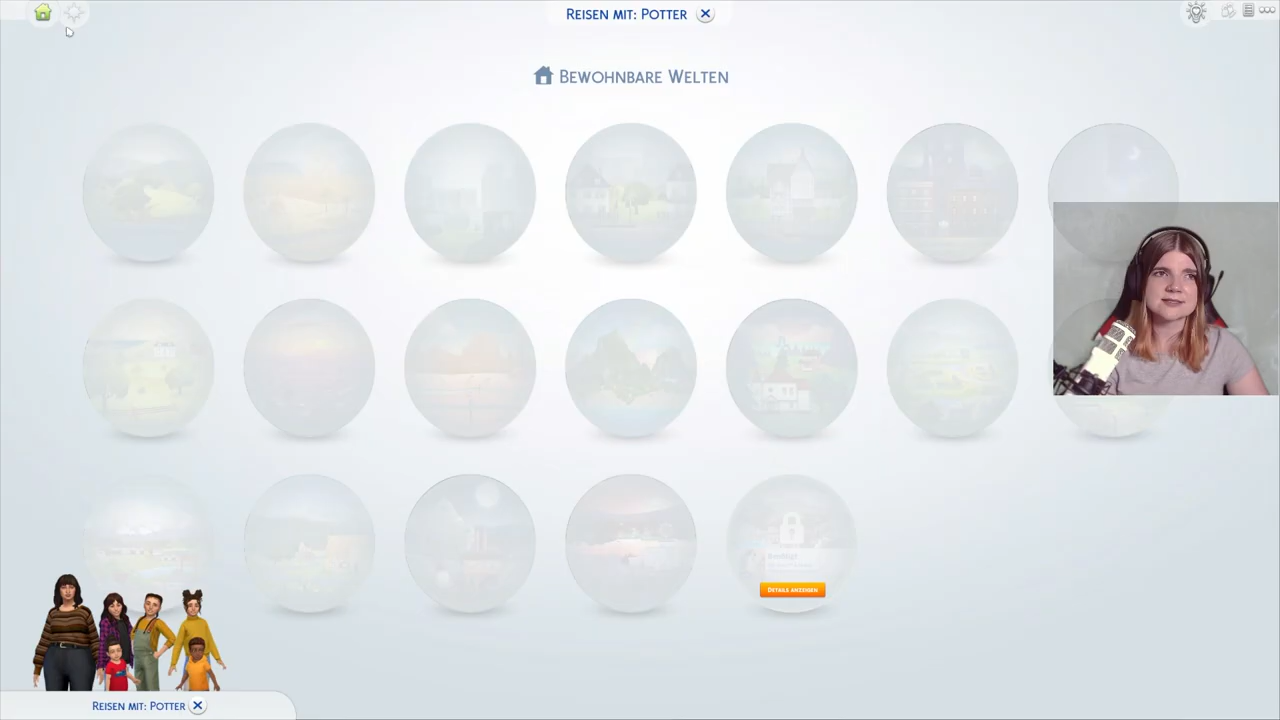 REISEN MIT: POTTER
BEWOHNBARE WELTEN
DETAILS ANZEIGEN
REISEN MIT: POTTER